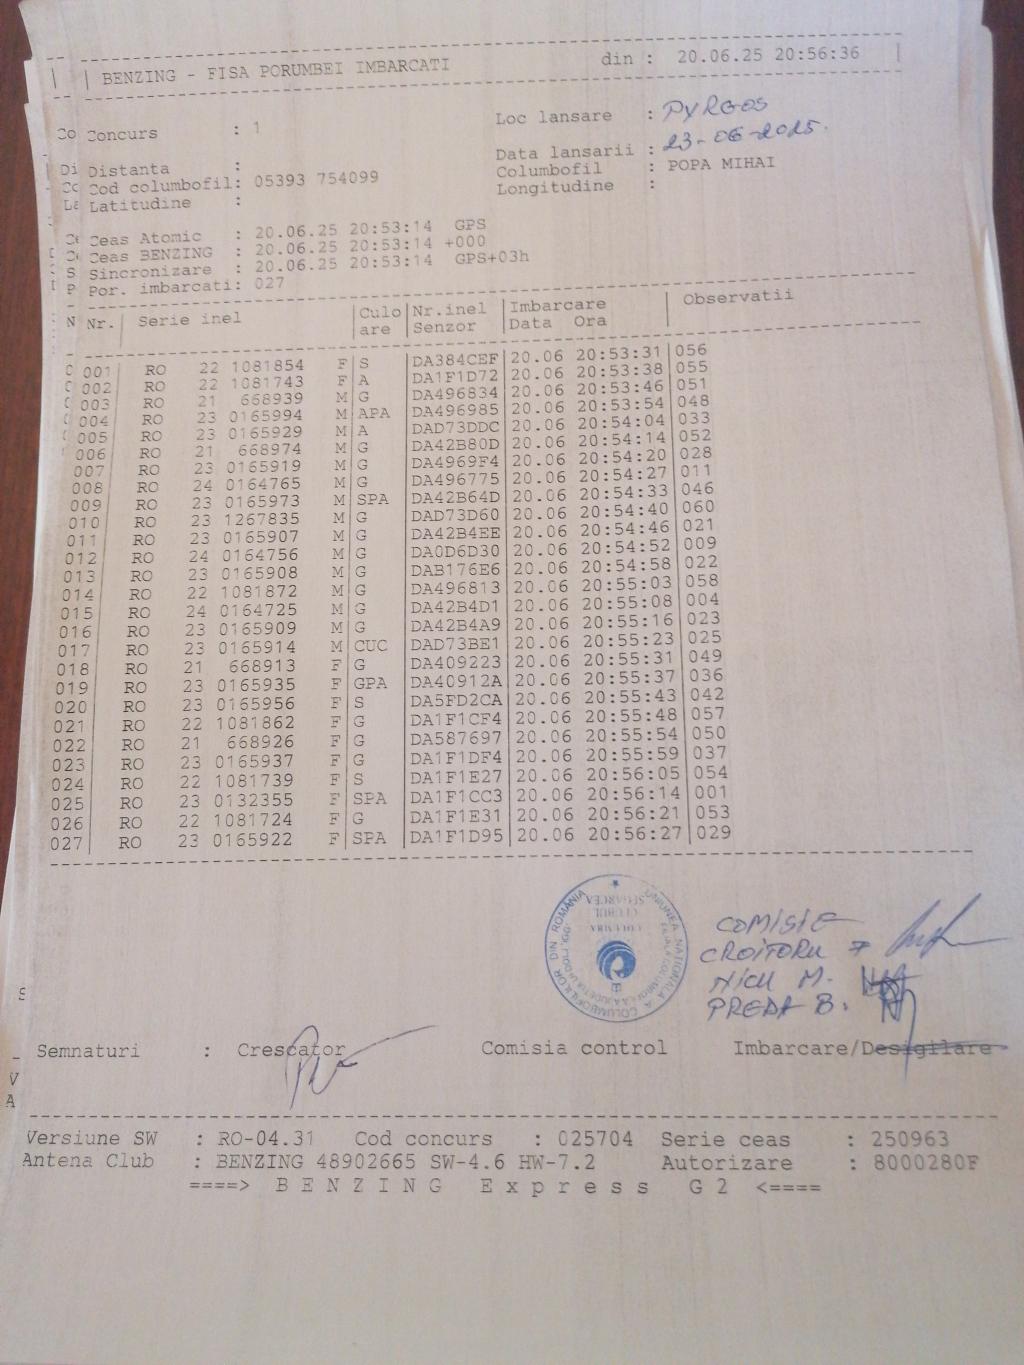 BENZING - FISA PORUMBEI IMBARCATI din : 20.06.25 20:56:36
Concurs : 1 Loc lansare : PYRGOS
Data lansarii : 23-06-2025.
Distanta : Columbofil : POPA MIHAI
Cod columbofil: 05393 754099 Longitudine :
Latitudine :
Ceas Atomic : 20.06.25 20:53:14 GPS
Ceas BENZING : 20.06.25 20:53:14 +000
Sincronizare : 20.06.25 20:53:14 GPS+03h
Por. imbarcati: 027
Nr. Serie inel Culo Nr.inel Imbarcare Observatii
are Senzor Data Ora
001 RO 22 1081854 F S DA384CEF 20.06 20:53:31 056
002 RO 22 1081743 F A DA1F1D72 20.06 20:53:38 055
003 RO 21 668939 M G DA496834 20.06 20:53:46 051
004 RO 23 0165994 M APA DA496985 20.06 20:53:54 048
005 RO 23 0165929 M A DAD73DDC 20.06 20:54:04 033
006 RO 21 668974 M G DA42B80D 20.06 20:54:14 052
007 RO 23 0165919 M G DA4969F4 20.06 20:54:20 028
008 RO 24 0164765 M G DA496775 20.06 20:54:27 011
009 RO 23 0165973 M SPA DA42B64D 20.06 20:54:33 046
010 RO 23 1267835 M G DAD73D60 20.06 20:54:40 060
011 RO 23 0165907 M G DA42B4EE 20.06 20:54:46 021
012 RO 24 0164756 M G DA0D6D30 20.06 20:54:52 009
013 RO 23 0165908 M G DAB176E6 20.06 20:54:58 022
014 RO 22 1081872 M G DA496813 20.06 20:55:03 058
015 RO 24 0164725 M G DA42B4D1 20.06 20:55:08 004
016 RO 23 0165909 M G DA42B4A9 20.06 20:55:16 023
017 RO 23 0165914 M CUC DAD73BE1 20.06 20:55:23 025
018 RO 21 668913 F G DA409223 20.06 20:55:31 049
019 RO 23 0165935 F GPA DA40912A 20.06 20:55:37 036
020 RO 23 0165956 F S DA5FD2CA 20.06 20:55:43 042
021 RO 22 1081862 F G DA1F1CF4 20.06 20:55:48 057
022 RO 21 668926 F G DA587697 20.06 20:55:54 050
023 RO 23 0165937 F G DA1F1DF4 20.06 20:55:59 037
024 RO 22 1081739 F S DA1F1E27 20.06 20:56:05 054
025 RO 23 0132355 F SPA DA1F1CC3 20.06 20:56:14 001
026 RO 22 1081724 F G DA1F1E31 20.06 20:56:21 053
027 RO 23 0165922 F SPA DA1F1D95 20.06 20:56:27 029
UNIUNEA NATIONALA A COLUMBOFILILOR DIN ROMÂNIA
CLUBUL
SEGARCEA
COMISIE
CROITORU
NICU M.
PREDA B.
Semnaturi : Crescator Comisia control Imbarcare/Desigilare
Versiune SW : RO-04.31 Cod concurs : 025704 Serie ceas : 250963
Antena Club : BENZING 48902665 SW-4.6 HW-7.2 Autorizare : 8000280F
====> B E N Z I N G E x p r e s s G 2 <====